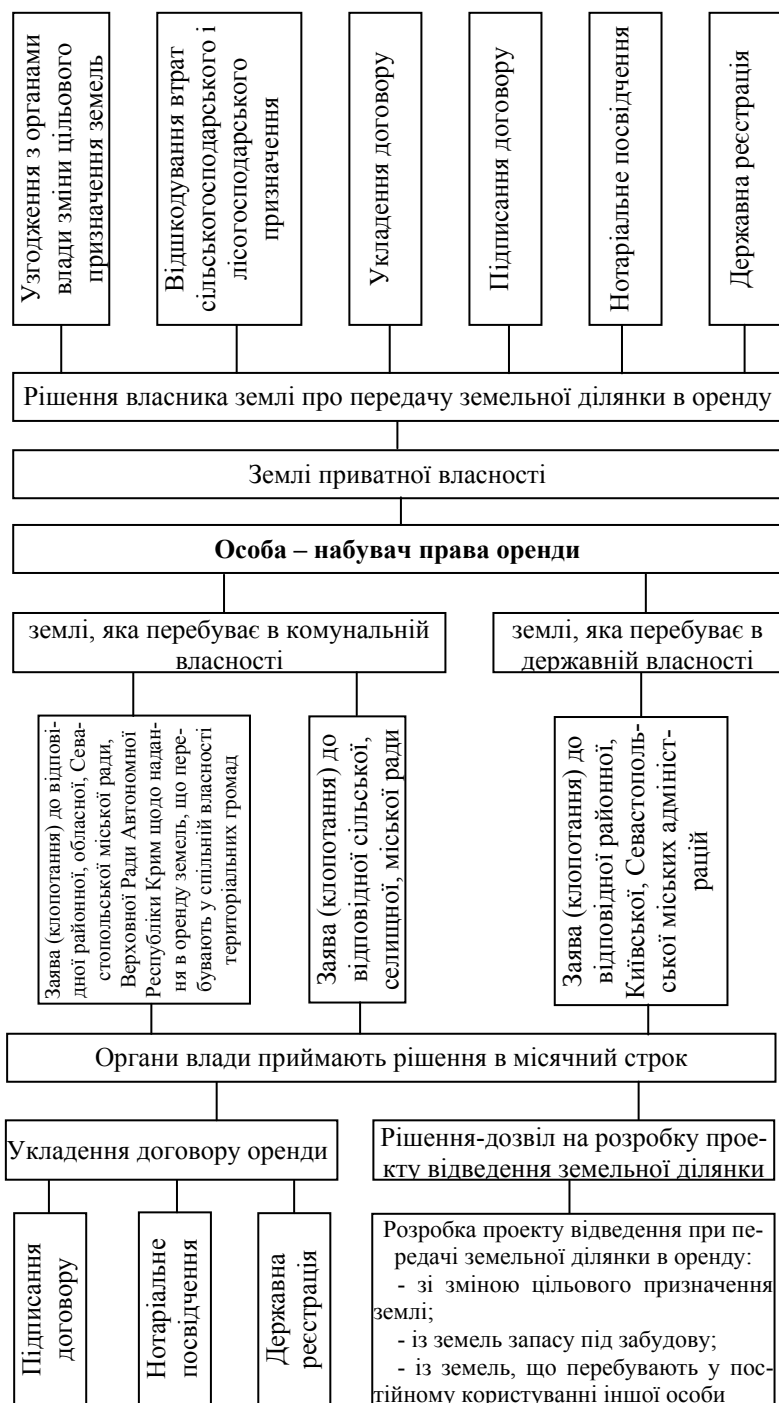 Узгодження з органами
влади зміни цільового
призначення земель
Відшкодування втрат
сільськогосподарського і
лісогосподарського
призначення
Укладення договору
Підписання договору
Нотаріальне посвідчення
Державна реєстрація
Рішення власника землі про передачу земельної ділянки в оренду
Землі приватної власності
Особа – набувач права оренди
землі, яка перебуває в комунальній
власності
землі, яка перебуває в
державній власності
Заява (клопотання) до відпові-
дної районної, обласної, Сева-
стопольської міської ради,
Верховної Ради Автономної
Республіки Крим щодо надан-
ня в оренду земель, що пере-
бувають у спільній власності
територіальних громад
Заява (клопотання) до
відповідної сільської,
селищної, міської ради
Заява (клопотання) до
відповідної районної,
Київської, Севастополь-
ської міських адмініст-
рацій
Органи влади приймають рішення в місячний строк
Укладення договору оренди
Рішення-дозвіл на розробку прое-
кту відведення земельної ділянки
Підписання
договору
Нотаріальне
посвідчення
Державна
реєстрація
Розробка проекту відведення при пе-
редачі земельної ділянки в оренду:
- зі зміною цільового призначення
землі;
- із земель запасу під забудову;
- із земель, що перебувають у пос-
тійному користуванні іншої особи